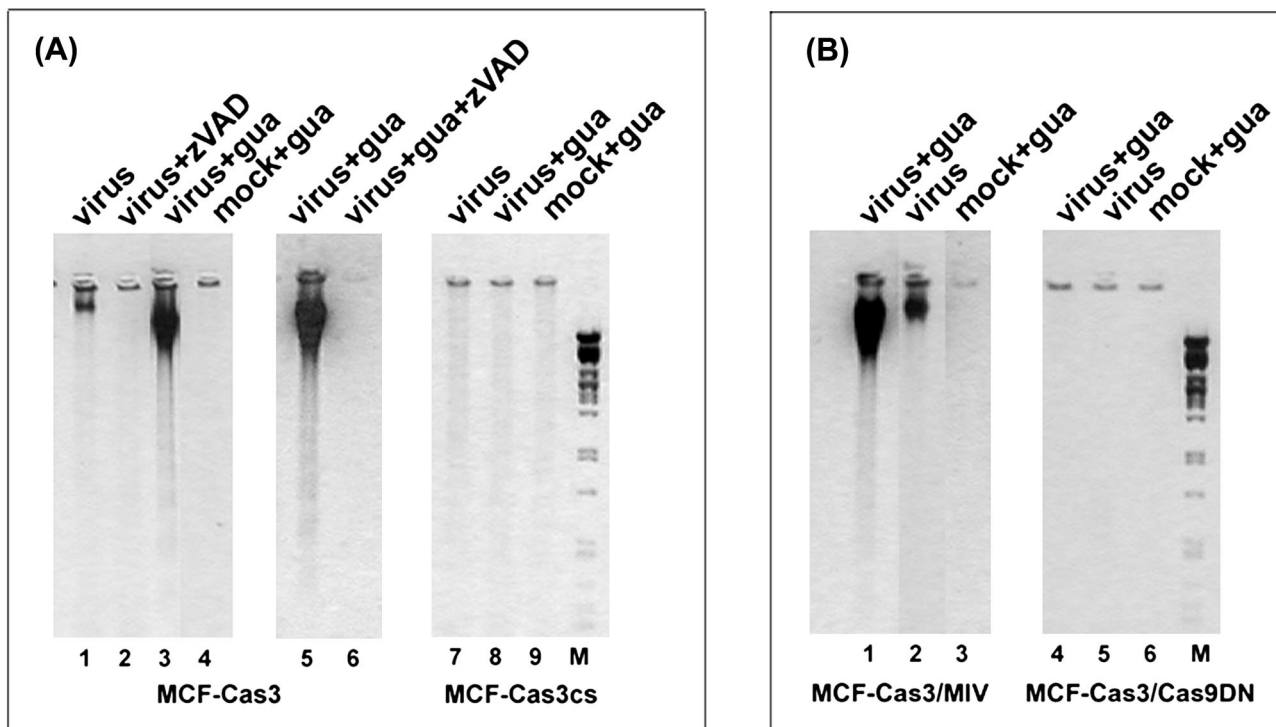 (A)
virus
virus+zVAD
virus+gua
mock+gua
virus+gua
virus+gua+zVAD
virus
virus+gua
mock+gua
1 2 3 4
5 6
7 8 9 M
MCF-Cas3
MCF-Cas3cs
(B)
virus+gua
virus
mock+gua
virus+gua
virus
mock+gua
1 2 3
4 5 6 M
MCF-Cas3/MIV
MCF-Cas3/Cas9DN